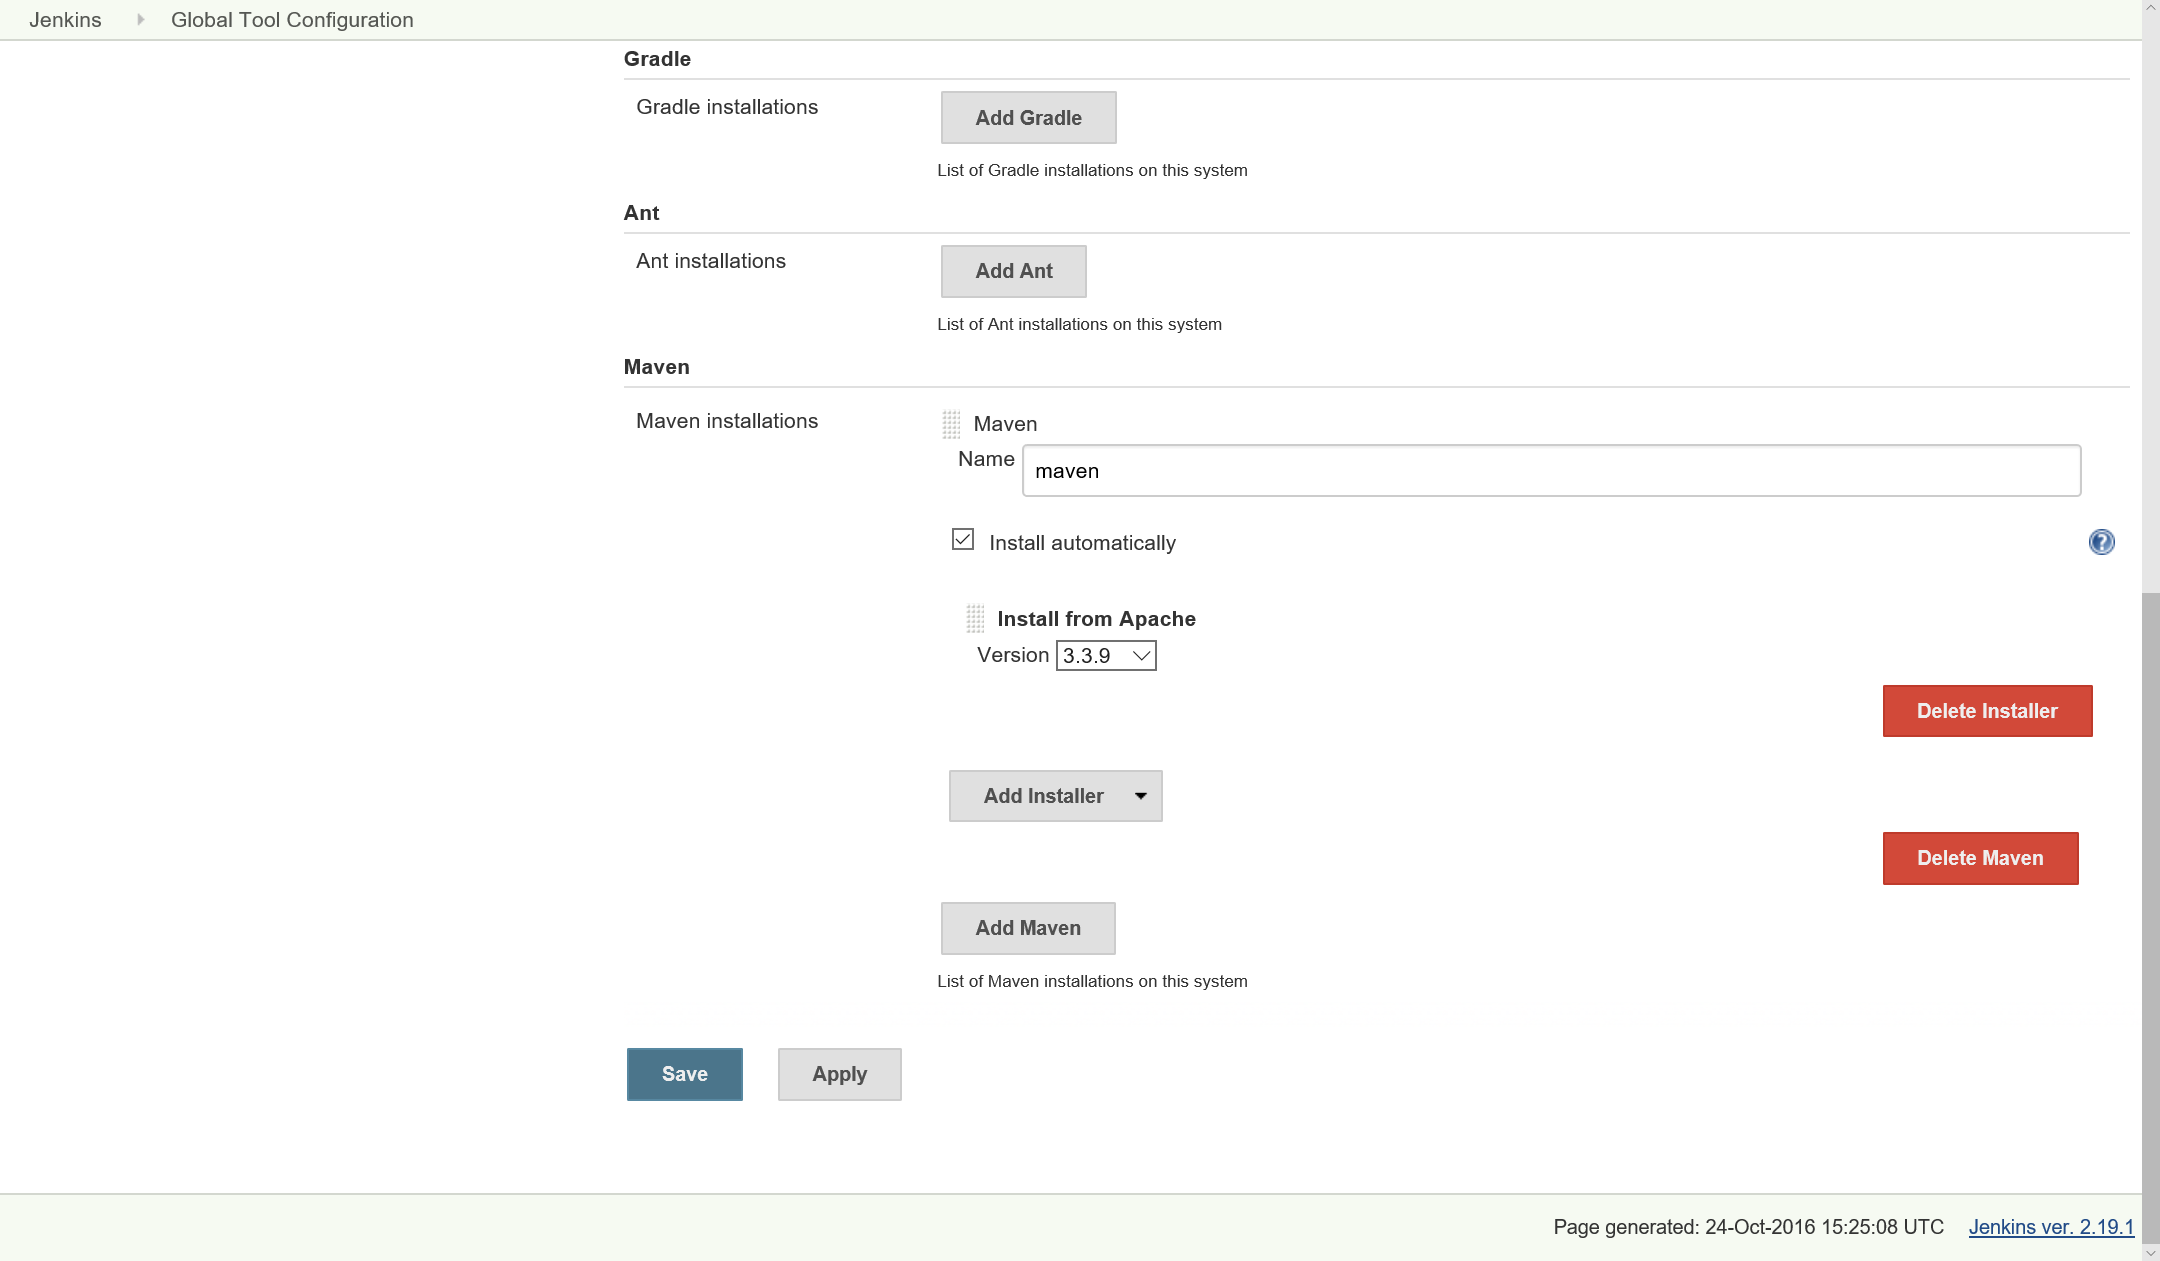 Jenkins Global Tool Configuration
Gradle
Gradle installations
Add Gradle
List of Gradle installations on this system
Ant
Ant installations
Add Ant
List of Ant installations on this system
Maven
Maven installations
Maven
Name maven
Install automatically
?
Install from Apache
Version 3.3.9
Delete Installer
Add Installer
Delete Maven
Add Maven
List of Maven installations on this system
Save Apply
Page generated: 24-Oct-2016 15:25:08 UTC Jenkins ver. 2.19.1